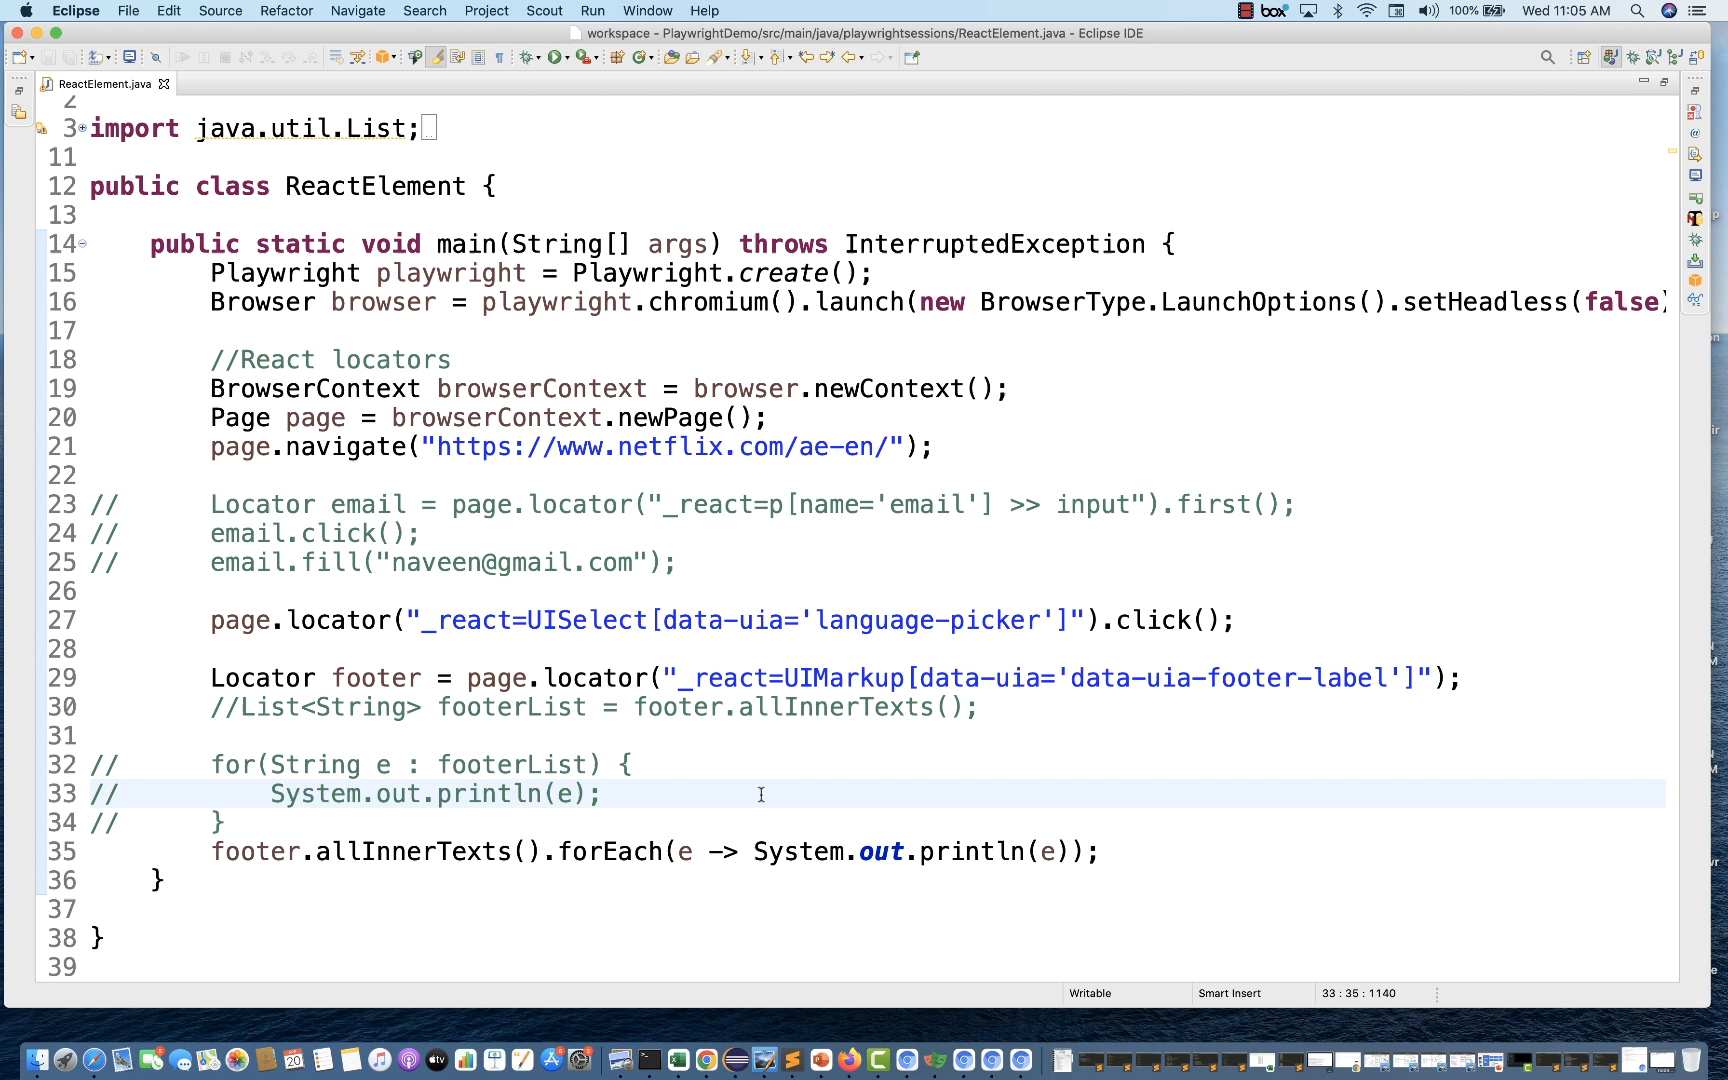 Eclipse File Edit Source Refactor Navigate Search Project Scout Run Window Help box 100% Wed 11:05 AM
workspace - PlaywrightDemo/src/main/java/playwrightsessions/ReactElement.java - Eclipse IDE
ReactElement.java
2
3 import java.util.List;
11
12 public class ReactElement {
13
14 public static void main(String[] args) throws InterruptedException {
15 Playwright playwright = Playwright.create();
16 Browser browser = playwright.chromium().launch(new BrowserType.LaunchOptions().setHeadless(false)
17
18 //React locators
19 BrowserContext browserContext = browser.newContext();
20 Page page = browserContext.newPage();
21 page.navigate("https://www.netflix.com/ae-en/");
22
23 // Locator email = page.locator("_react=p[name='email'] >> input").first();
24 // email.click();
25 // email.fill("naveen@gmail.com");
26
27 page.locator("_react=UISelect[data-uia='language-picker']").click();
28
29 Locator footer = page.locator("_react=UIMarkup[data-uia='data-uia-footer-label']");
30 //List<String> footerList = footer.allInnerTexts();
31
32 // for(String e : footerList) {
33 // System.out.println(e);
34 // }
35 footer.allInnerTexts().forEach(e -> System.out.println(e));
36 }
37
38 }
39
Writable Smart Insert 33 : 35 : 1140